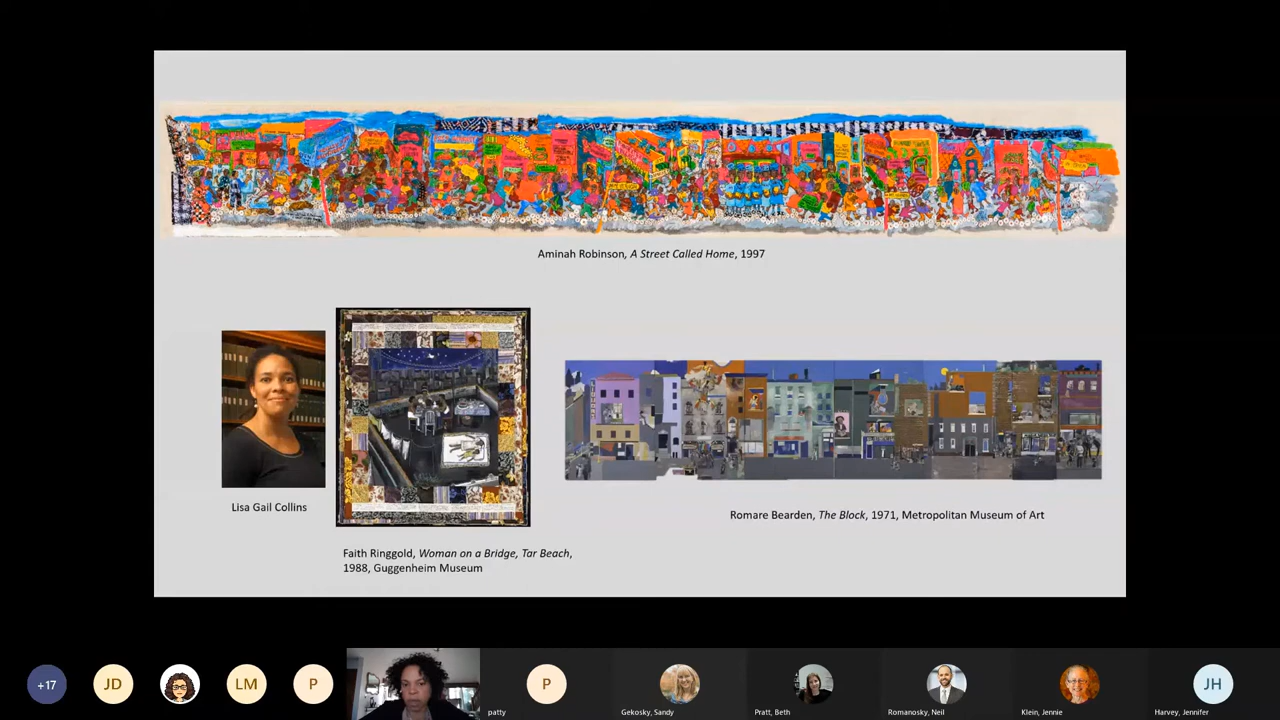 Aminah Robinson, A Street Called Home, 1997
Lisa Gail Collins
Romare Bearden, The Block, 1971, Metropolitan Museum of Art
Faith Ringgold, Woman on a Bridge, Tar Beach,
1988, Guggenheim Museum
+17
JD
LM
P
P
patty
Gekosky, Sandy
Pratt, Beth
Romanosky, Neil
Klein, Jennie
JH
Harvey, Jennifer